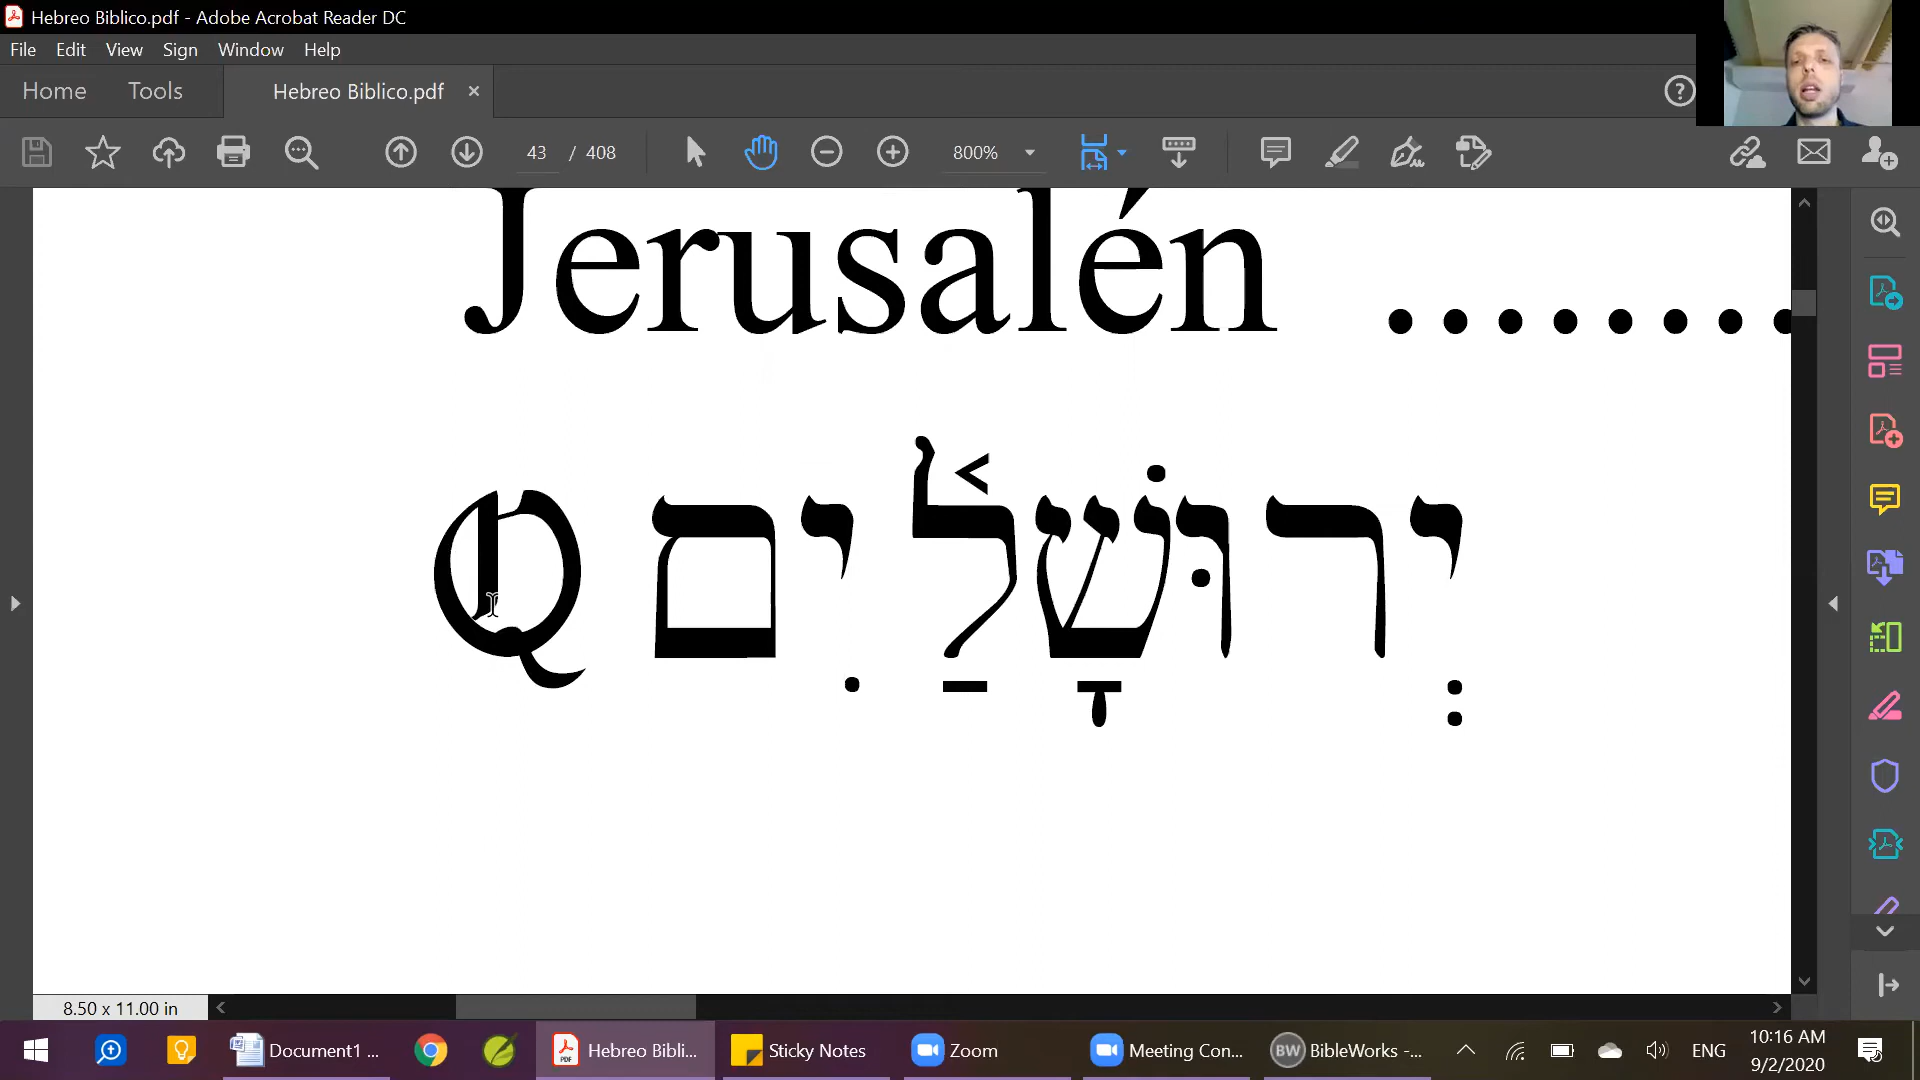 Hebreo Biblico.pdf - Adobe Acrobat Reader DC
File Edit View Sign Window Help
Home Tools Hebreo Biblico.pdf ×
43 / 408 800%
Jerusalén ........
יְרוּשָׁלַ֫יִם Q
8.50 x 11.00 in
Document1 ... Hebreo Bibli... Sticky Notes Zoom Meeting Con... BW BibleWorks -... ENG 10:16 AM
9/2/2020